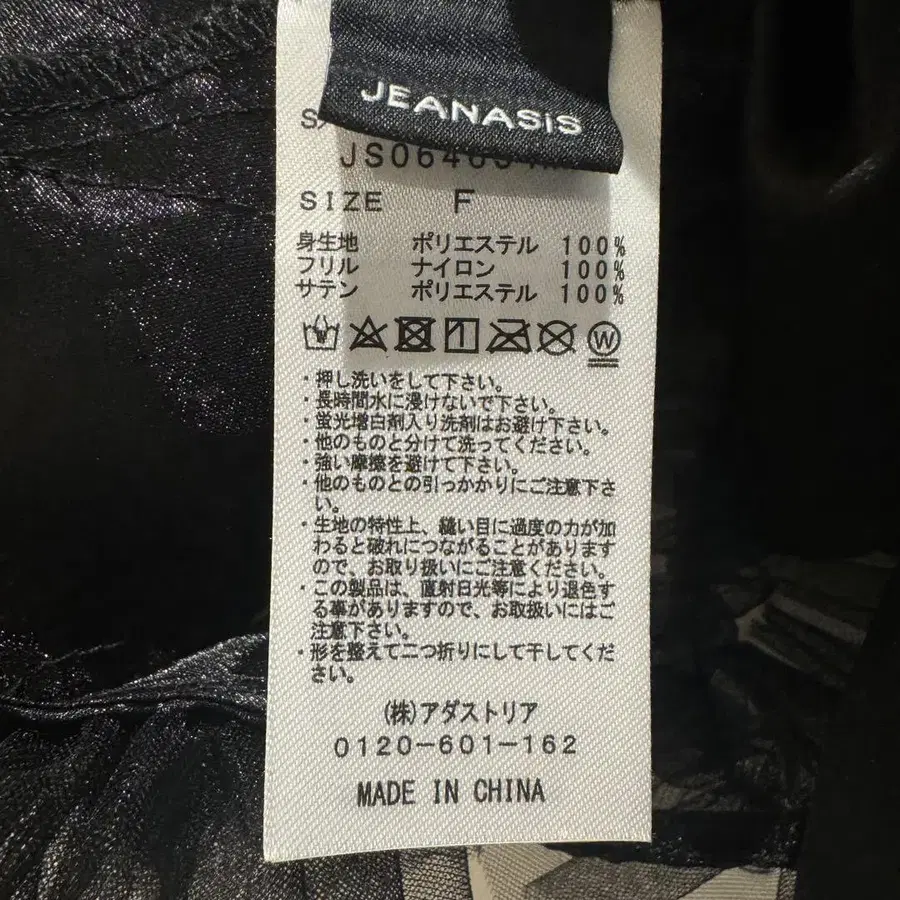 JEANASIS
SIZE F
身生地 ポリエステル 100%
フリル ナイロン 100%
サテン ポリエステル 100%
・押し洗いをして下さい。
・長時間水に浸けないで下さい。
・蛍光増白剤入り洗剤はお避け下さい。
・他のものと分けて洗ってください。
・強い摩擦を避けて下さい。
・他のものとの引っかかりにご注意下さ
い。
・生地の特性上、縫い目に過度の力が加
わると破れにつながることがあります
ので、お取り扱いにご注意ください。
・この製品は、直射日光等により退色す
る事がありますので、お取扱いにはご
注意下さい。
・形を整えて二つ折りにして干してくだ
さい。
(株)アダストリア
0120-601-162
MADE IN CHINA